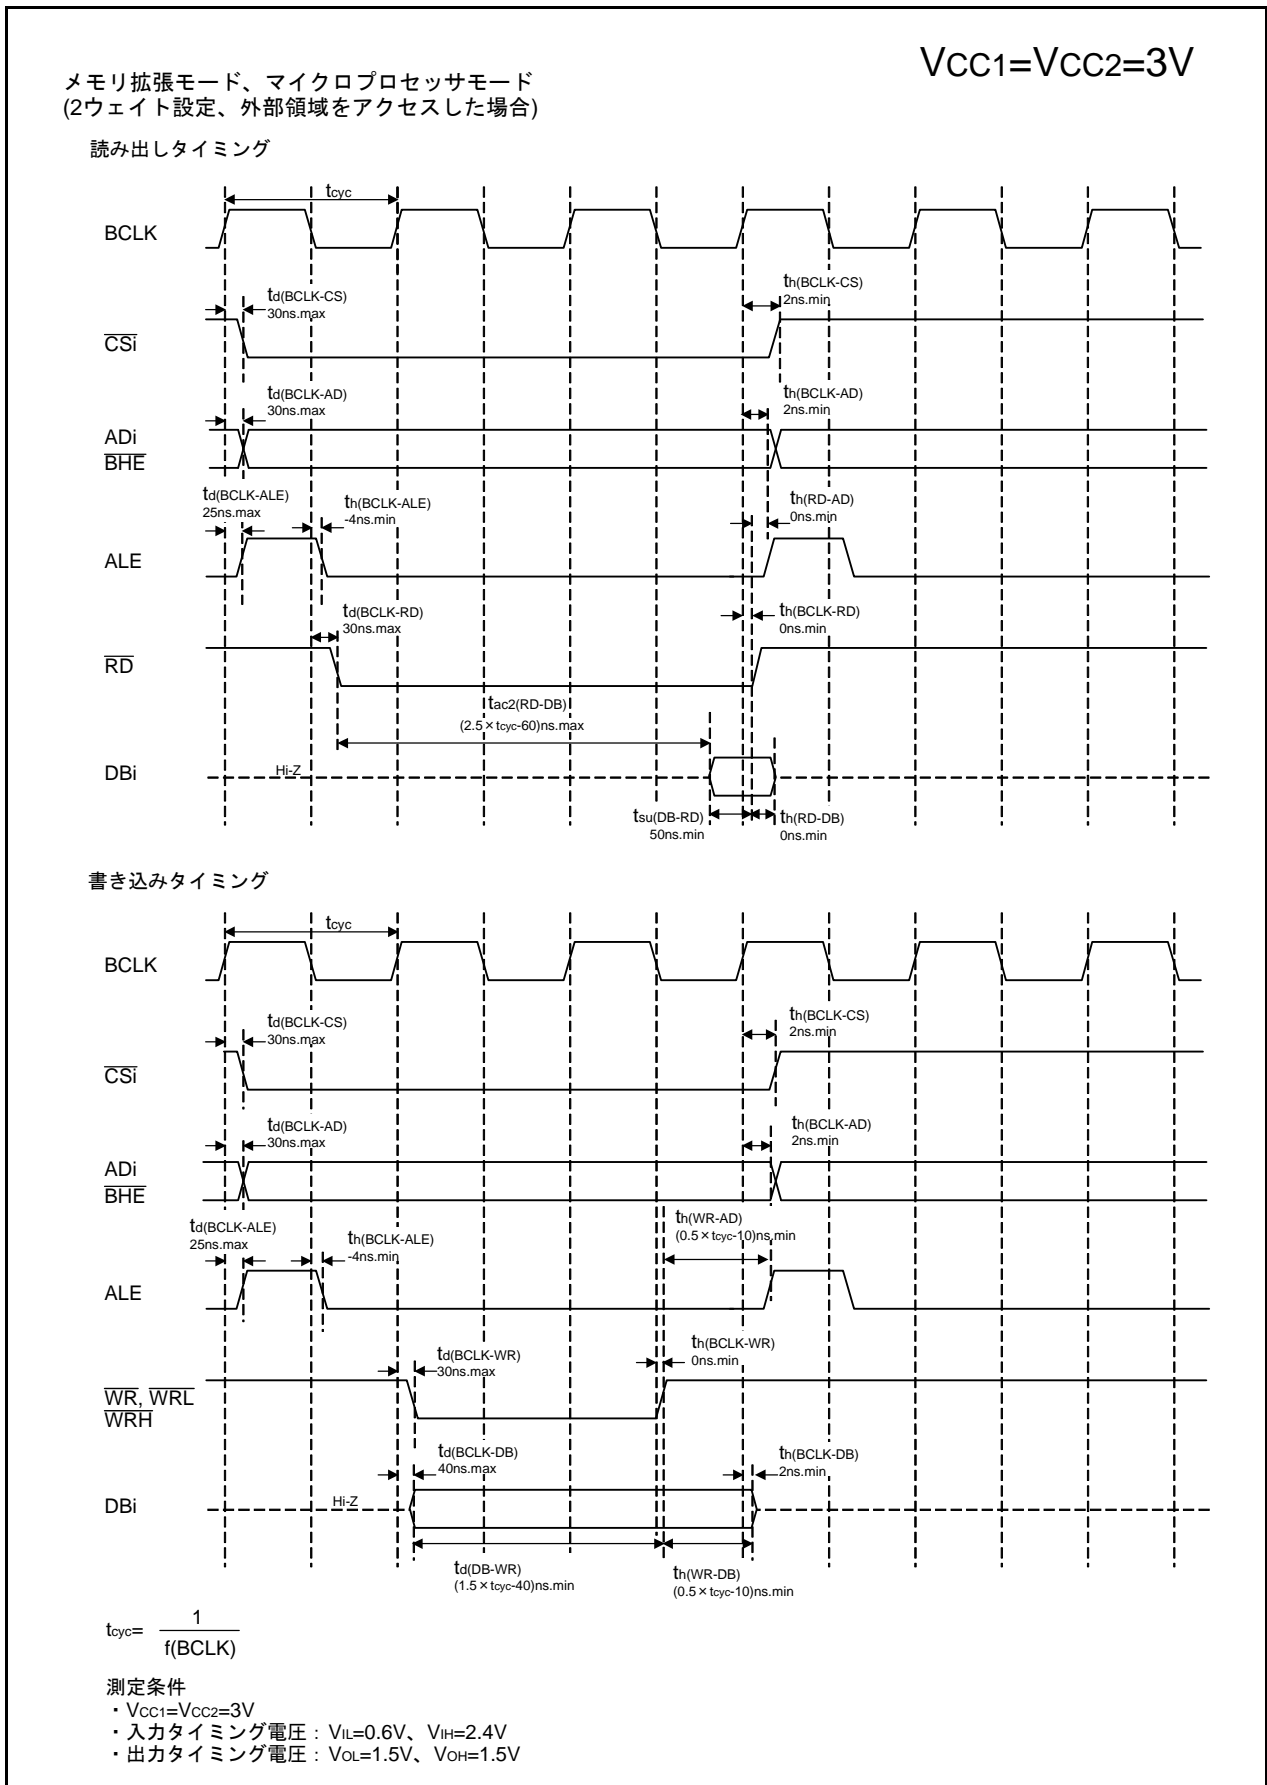 VCC1=VCC2=3V
メモリ拡張モード、マイクロプロセッサモード
(2ウェイト設定、外部領域をアクセスした場合)
読み出しタイミング
tcyc
BCLK
td(BCLK-CS)
30ns.max
th(BCLK-CS)
2ns.min
CSi
td(BCLK-AD)
30ns.max
th(BCLK-AD)
2ns.min
ADi
BHE
td(BCLK-ALE)
25ns.max
th(BCLK-ALE)
-4ns.min
th(RD-AD)
0ns.min
ALE
td(BCLK-RD)
30ns.max
th(BCLK-RD)
0ns.min
RD
tac2(RD-DB)
(2.5×tcyc-60)ns.max
DBi
Hi-Z
tsu(DB-RD)
50ns.min
th(RD-DB)
0ns.min
書き込みタイミング
tcyc
BCLK
td(BCLK-CS)
30ns.max
th(BCLK-CS)
2ns.min
CSi
td(BCLK-AD)
30ns.max
th(BCLK-AD)
2ns.min
ADi
BHE
td(BCLK-ALE)
25ns.max
th(BCLK-ALE)
-4ns.min
th(WR-AD)
(0.5×tcyc-10)ns.min
ALE
td(BCLK-WR)
30ns.max
th(BCLK-WR)
0ns.min
WR, WRL
WRH
td(BCLK-DB)
40ns.max
th(BCLK-DB)
2ns.min
DBi
Hi-Z
td(DB-WR)
(1.5×tcyc-40)ns.min
th(WR-DB)
(0.5×tcyc-10)ns.min
tcyc= 1
f(BCLK)
測定条件
・VCC1=VCC2=3V
・入力タイミング電圧：VIL=0.6V、VIH=2.4V
・出力タイミング電圧：VOL=1.5V、VOH=1.5V